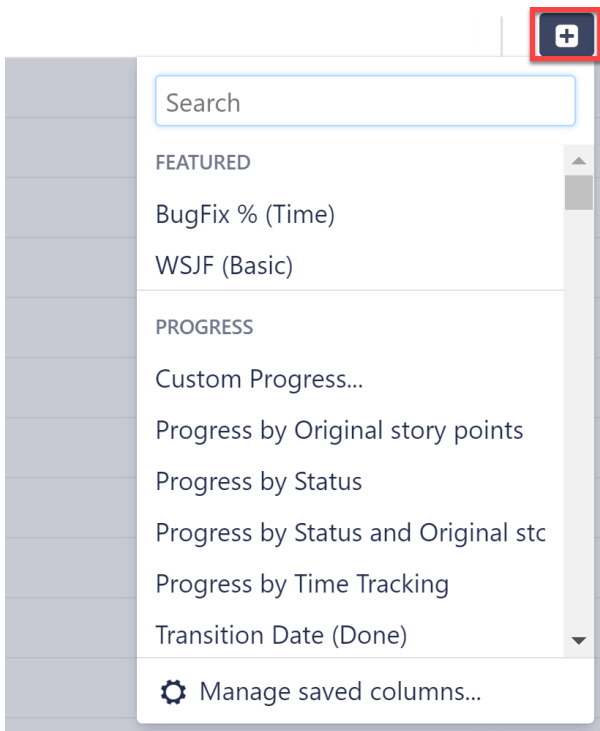 Search
FEATURED
BugFix % (Time)
WSJF (Basic)
PROGRESS
Custom Progress...
Progress by Original story points
Progress by Status
Progress by Status and Original stc
Progress by Time Tracking
Transition Date (Done)
Manage saved columns...